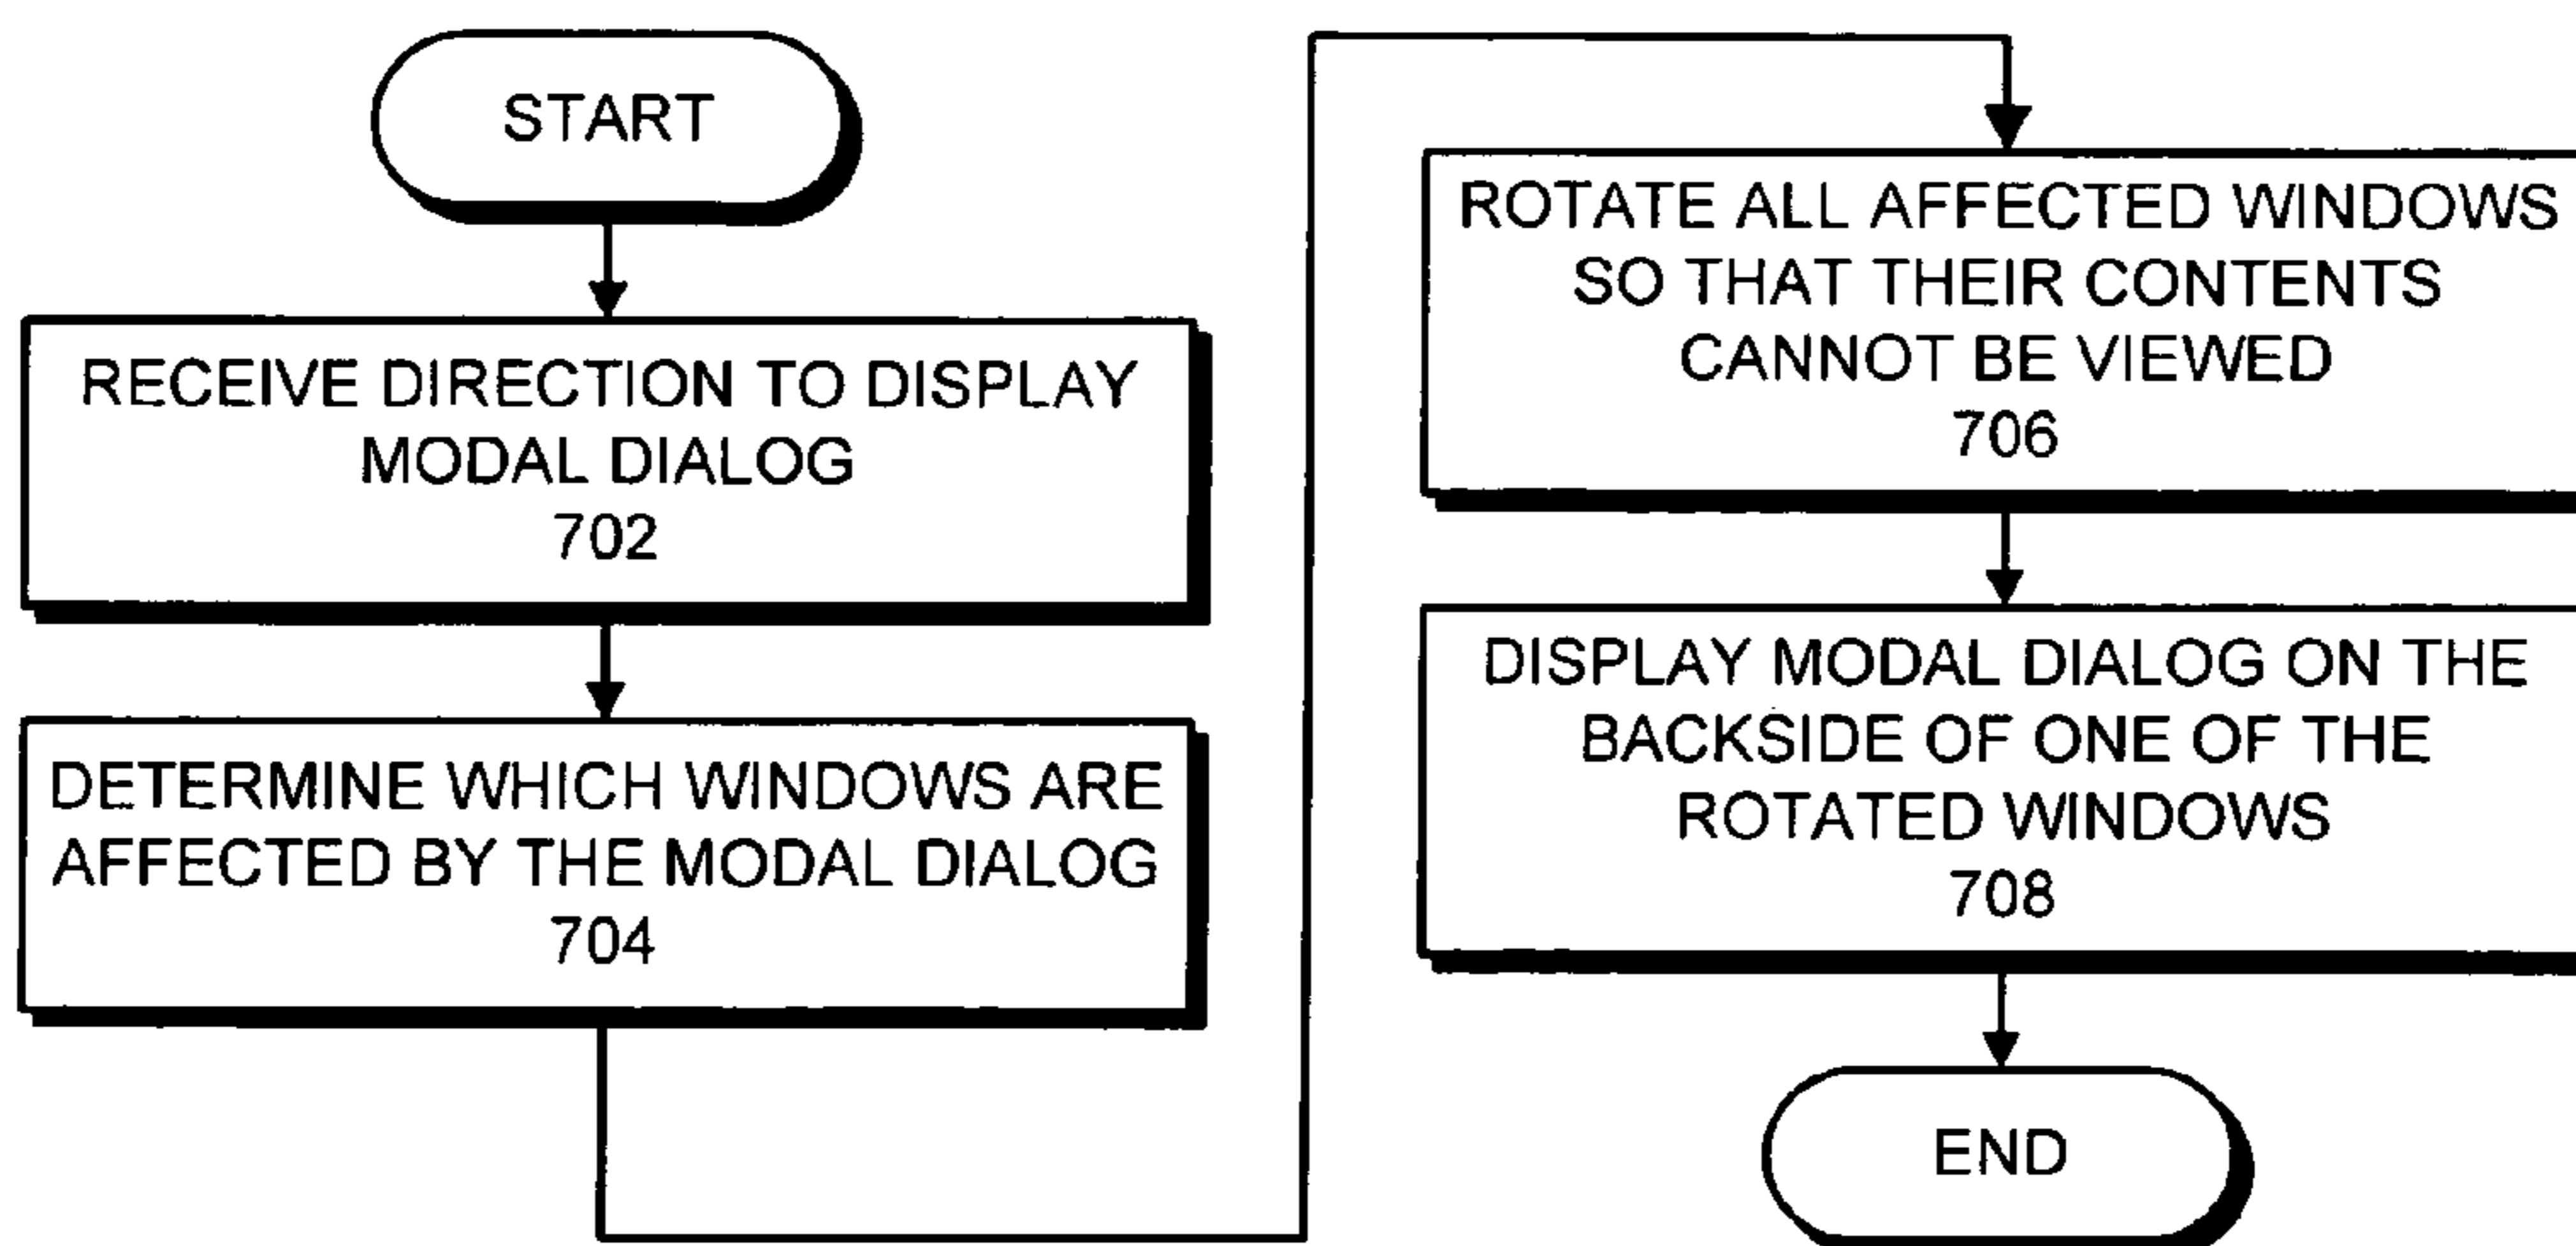 START
RECEIVE DIRECTION TO DISPLAY
MODAL DIALOG
702
DETERMINE WHICH WINDOWS ARE
AFFECTED BY THE MODAL DIALOG
704
ROTATE ALL AFFECTED WINDOWS
SO THAT THEIR CONTENTS
CANNOT BE VIEWED
706
DISPLAY MODAL DIALOG ON THE
BACKSIDE OF ONE OF THE
ROTATED WINDOWS
708
END